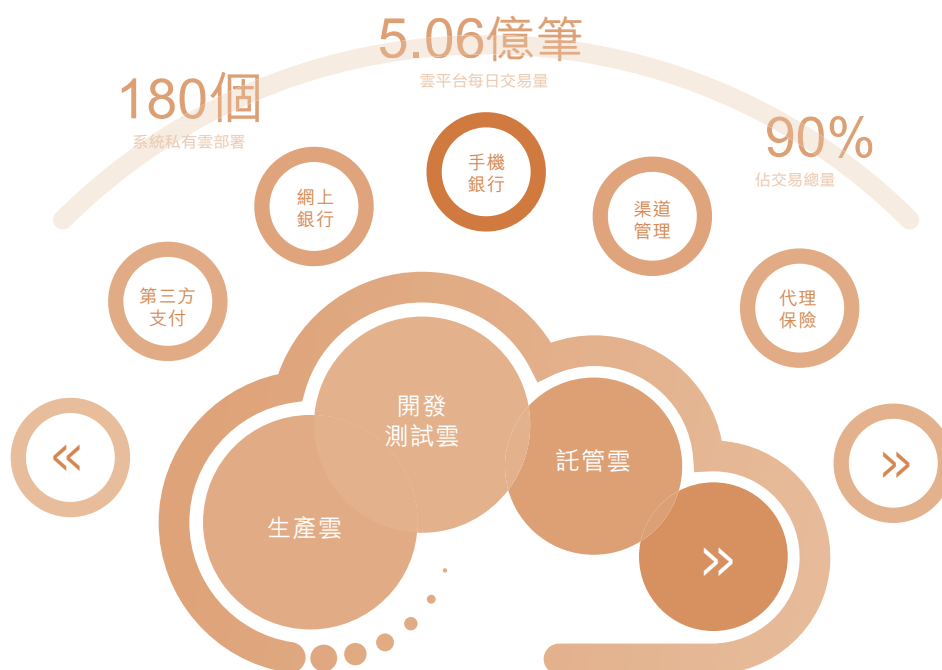 5.06億筆
雲平台每日交易量
180個
系統私有雲部署
90%
佔交易總量
手機
銀行
網上
銀行
渠道
管理
第三方
支付
代理
保險
«
»
開發
測試雲
託管雲
生產雲
»